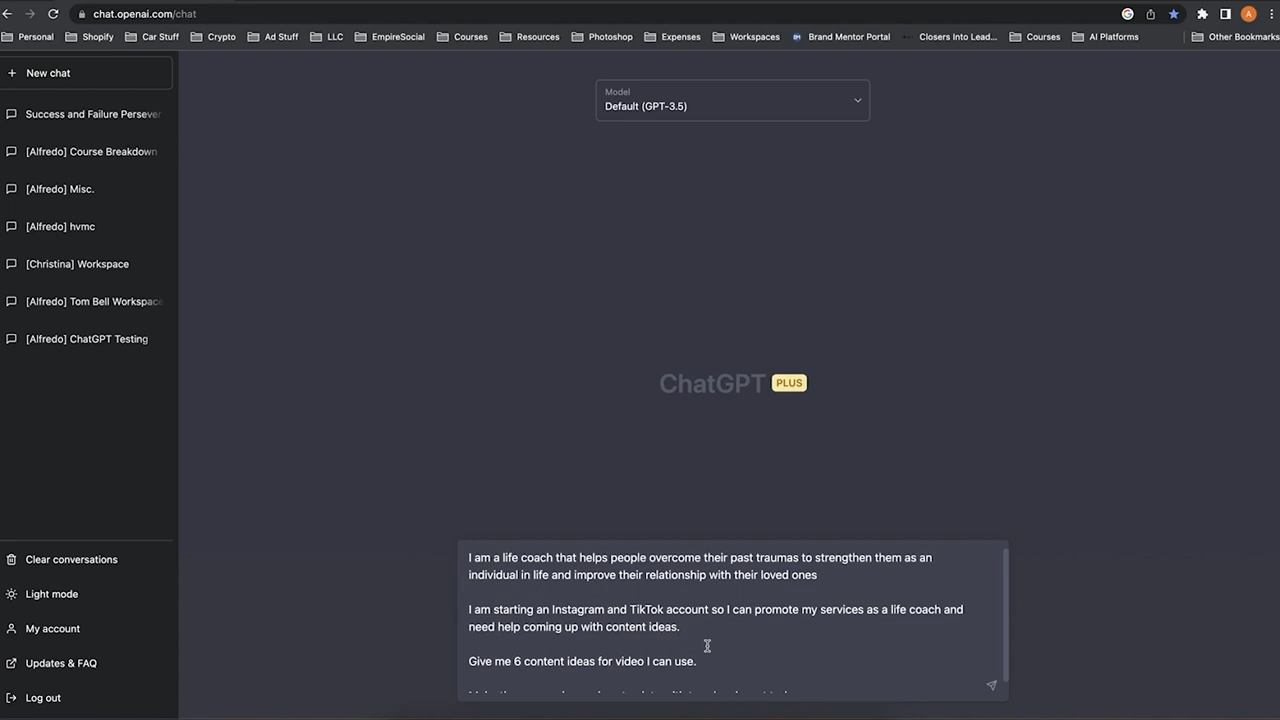 chat.openai.com/chat
Personal Shopify Car Stuff Crypto Ad Stuff LLC EmpireSocial Courses Resources Photoshop Expenses Workspaces Brand Mentor Portal Closers Into Lead... Courses AI Platforms Other Bookmarks
A
+ New chat
Success and Failure Persever
[Alfredo] Course Breakdown
[Alfredo] Misc.
[Alfredo] hvmc
[Christina] Workspace
[Alfredo] Tom Bell Workspace
[Alfredo] ChatGPT Testing
Clear conversations
Light mode
My account
Updates & FAQ
Log out
Model
Default (GPT-3.5)
ChatGPT PLUS
I am a life coach that helps people overcome their past traumas to strengthen them as an
individual in life and improve their relationship with their loved ones
I am starting an Instagram and TikTok account so I can promote my services as a life coach and
need help coming up with content ideas.
Give me 6 content ideas for video I can use.